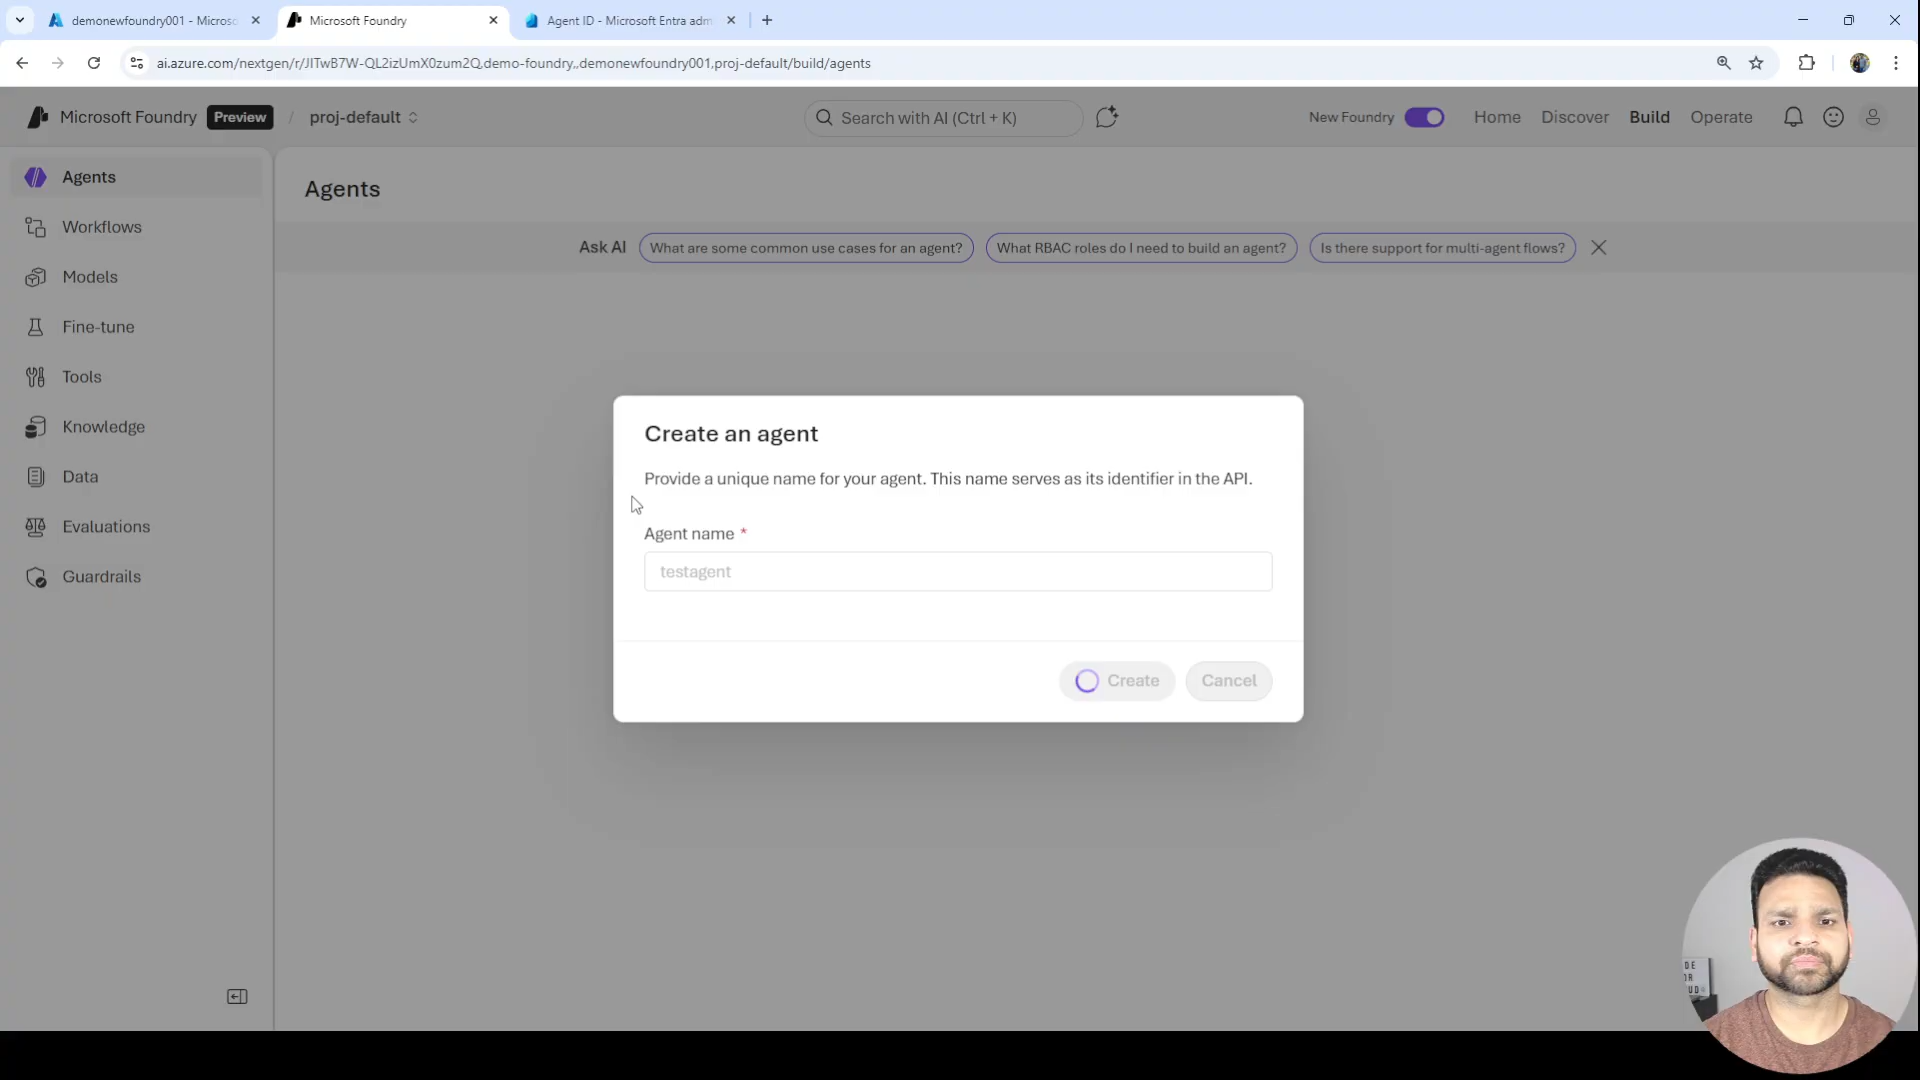 demonewfoundry001 - Microso
Microsoft Foundry
Agent ID - Microsoft Entra adm
ai.azure.com/nextgen/r/JITwB7W-QL2izUmX0zum2Q,demo-foundry,,demonewfoundry001,proj-default/build/agents
Microsoft Foundry Preview / proj-default
Search with AI (Ctrl + K)
New Foundry
Home Discover Build Operate
Agents
Workflows
Models
Fine-tune
Tools
Knowledge
Data
Evaluations
Guardrails
Agents
Ask AI What are some common use cases for an agent? What RBAC roles do I need to build an agent? Is there support for multi-agent flows?
Create an agent
Provide a unique name for your agent. This name serves as its identifier in the API.
Agent name *
testagent
Create Cancel
DE
OR
UD